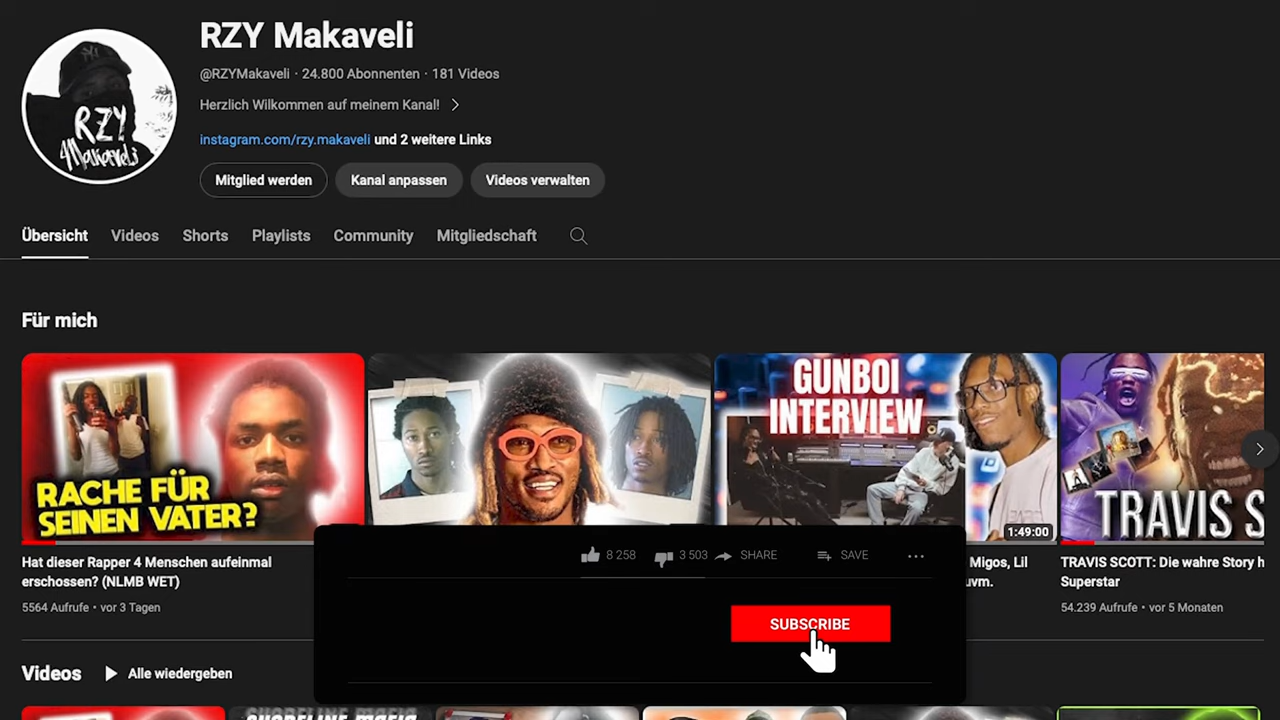 RZY Makaveli
@RZYMakaveli · 24.800 Abonnenten · 181 Videos
Herzlich Wilkommen auf meinem Kanal!
instagram.com/rzy.makaveli und 2 weitere Links
Mitglied werden Kanal anpassen Videos verwalten
RZY
Makaveli
Übersicht Videos Shorts Playlists Community Mitgliedschaft
Für mich
RACHE FÜR
SEINEN VATER?
GUNBOI
INTERVIEW
1:49:00
TRAVIS S
Hat dieser Rapper 4 Menschen aufeinmal
erschossen? (NLMB WET)
5564 Aufrufe · vor 3 Tagen
Migos, Lil
uvm.
TRAVIS SCOTT: Die wahre Story h
Superstar
54.239 Aufrufe · vor 5 Monaten
8 258 3 503 SHARE SAVE
SUBSCRIBE
Videos Alle wiedergeben
SHORELINE MAFIA